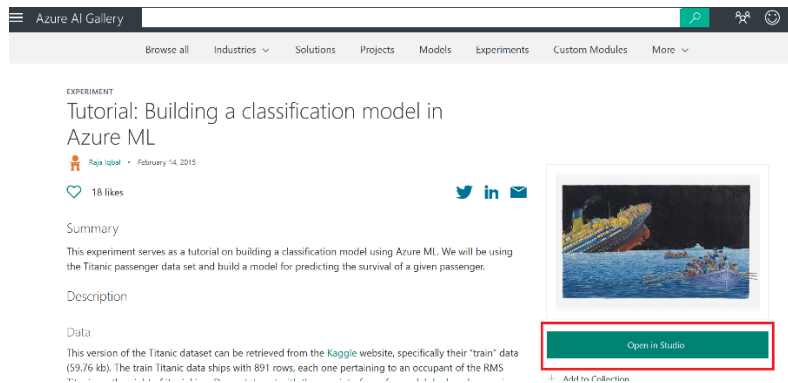 Azure AI Gallery
Browse all Industries Solutions Projects Models Experiments Custom Modules More
EXPERIMENT
Tutorial: Building a classification model in
Azure ML
Raja Iqbal • February 14, 2015
18 likes
Summary
This experiment serves as a tutorial on building a classification model using Azure ML. We will be using
the Titanic passenger data set and build a model for predicting the survival of a given passenger.
Description
Data
This version of the Titanic dataset can be retrieved from the Kaggle website, specifically their "train" data
(59.76 kb). The train Titanic data ships with 891 rows, each one pertaining to an occupant of the RMS
Open in Studio
+ Add to Collection